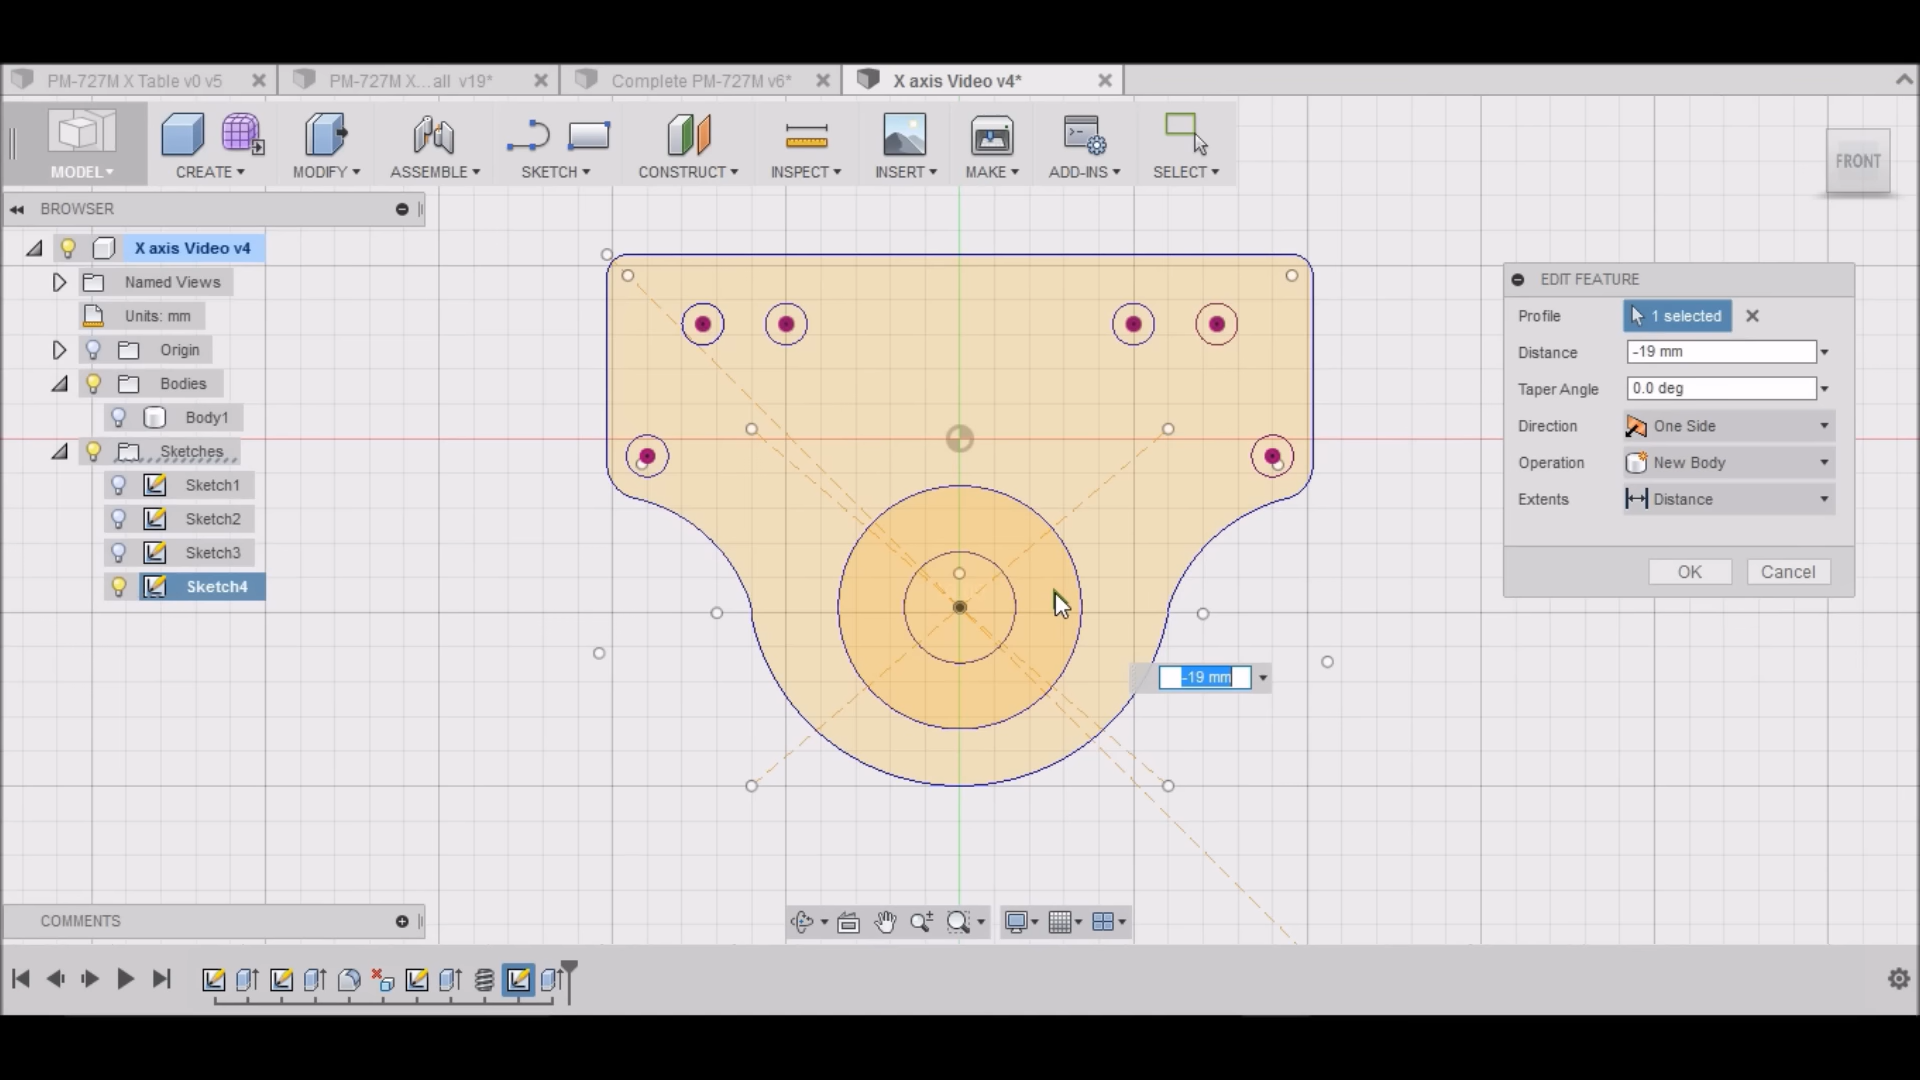 PM-727M X Table v0 v5
PM-727M X...all v19*
Complete PM-727M v6*
X axis Video v4*
MODEL
CREATE
MODIFY
ASSEMBLE
SKETCH
CONSTRUCT
INSPECT
INSERT
MAKE
ADD-INS
SELECT
FRONT
BROWSER
X axis Video v4
Named Views
Units: mm
Origin
Bodies
Body1
Sketches
Sketch1
Sketch2
Sketch3
Sketch4
EDIT FEATURE
Profile 1 selected
Distance -19 mm
Taper Angle 0.0 deg
Direction One Side
Operation New Body
Extents Distance
OK Cancel
-19 mm
COMMENTS